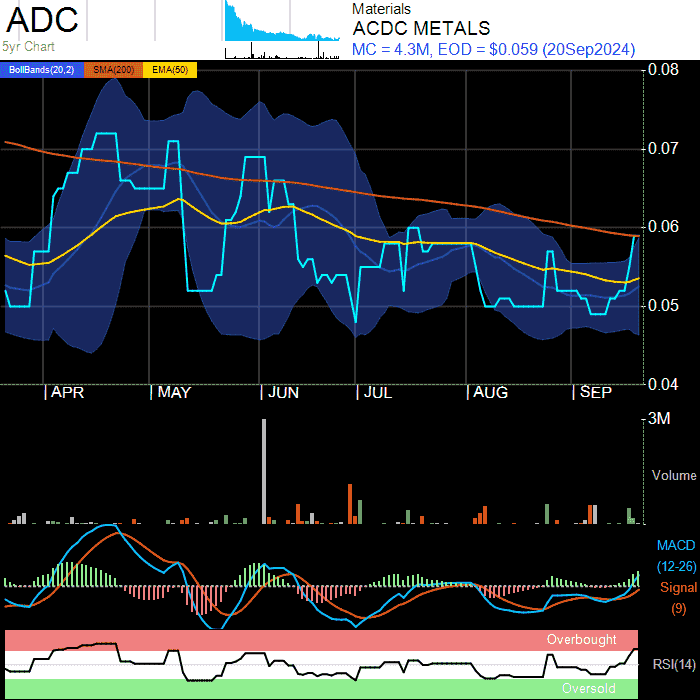 ADC
5yr Chart
Materials
ACDC METALS
MC = 4.3M, EOD = $0.059 (20Sep2024)
BollBands(20,2) SMA(200) EMA(50)
0.08
0.07
0.06
0.05
0.04
APR MAY JUN JUL AUG SEP
3M
Volume
MACD
(12-26)
Signal
(9)
Overbought
RSI(14)
Oversold